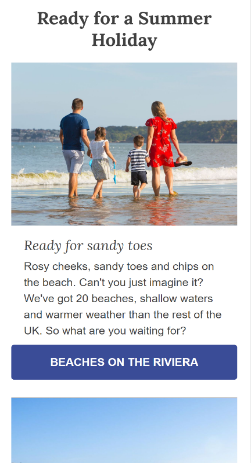 Ready for a Summer
Holiday
Ready for sandy toes
Rosy cheeks, sandy toes and chips on
the beach. Can't you just imagine it?
We've got 20 beaches, shallow waters
and warmer weather than the rest of the
UK. So what are you waiting for?
BEACHES ON THE RIVIERA